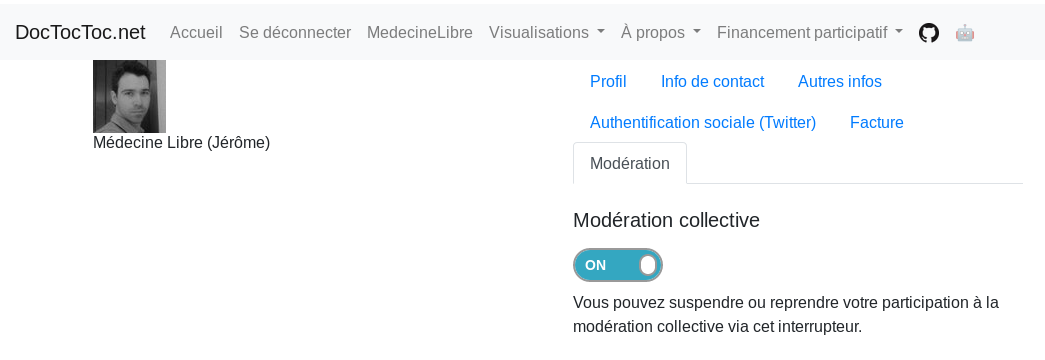 DocTocToc.net Accueil Se déconnecter MedecineLibre Visualisations À propos Financement participatif
Médecine Libre (Jérôme)
Profil Info de contact Autres infos
Authentification sociale (Twitter) Facture
Modération
Modération collective
ON
Vous pouvez suspendre ou reprendre votre participation à la
modération collective via cet interrupteur.